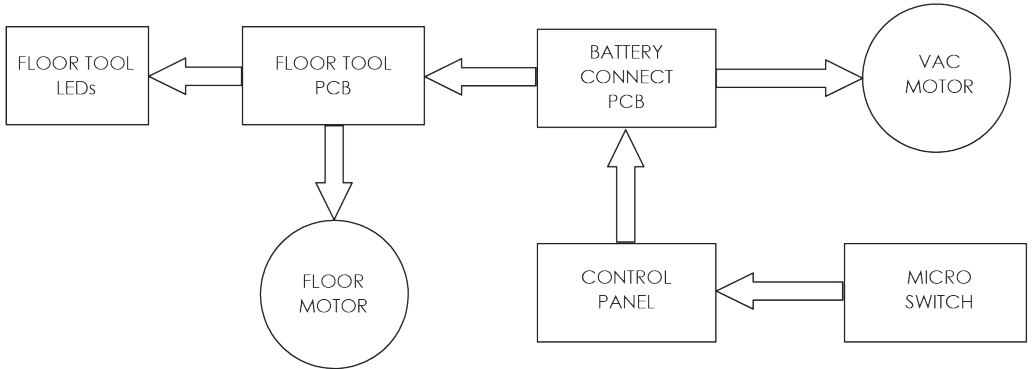 FLOOR TOOL
LEDs
FLOOR TOOL
PCB
BATTERY
CONNECT
PCB
VAC
MOTOR
FLOOR
MOTOR
CONTROL
PANEL
MICRO
SWITCH